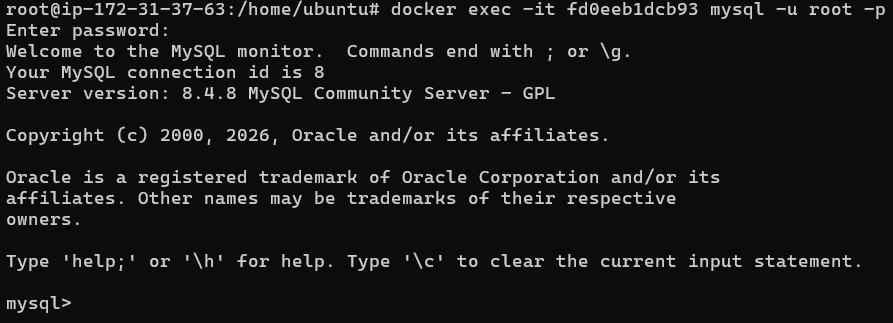 root@ip-172-31-37-63:/home/ubuntu# docker exec -it fd0eeb1dcb93 mysql -u root -p
Enter password:
Welcome to the MySQL monitor.  Commands end with ; or \g.
Your MySQL connection id is 8
Server version: 8.4.8 MySQL Community Server - GPL

Copyright (c) 2000, 2026, Oracle and/or its affiliates.

Oracle is a registered trademark of Oracle Corporation and/or its
affiliates. Other names may be trademarks of their respective
owners.

Type 'help;' or '\h' for help. Type '\c' to clear the current input statement.

mysql>